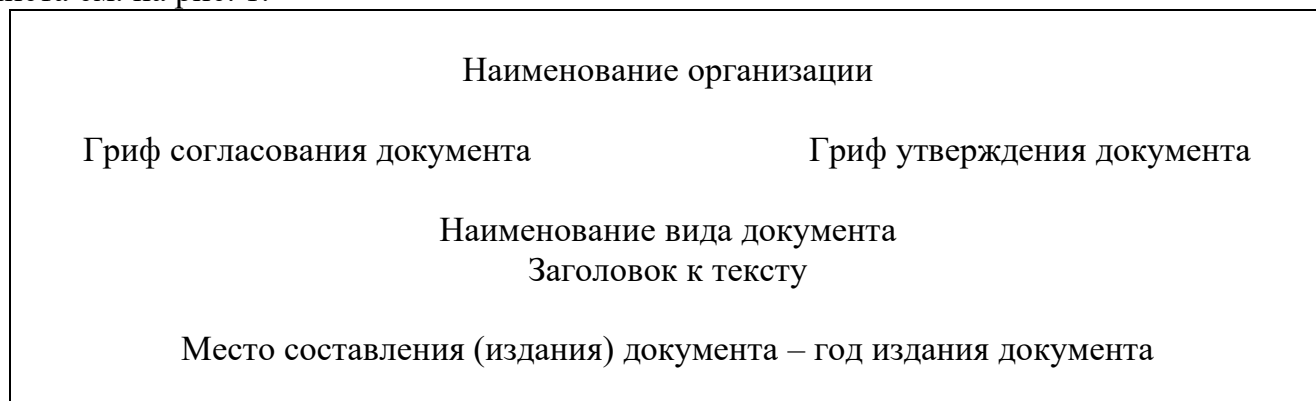 Наименование организации
Гриф согласования документа Гриф утверждения документа
Наименование вида документа
Заголовок к тексту
Место составления (издания) документа – год издания документа